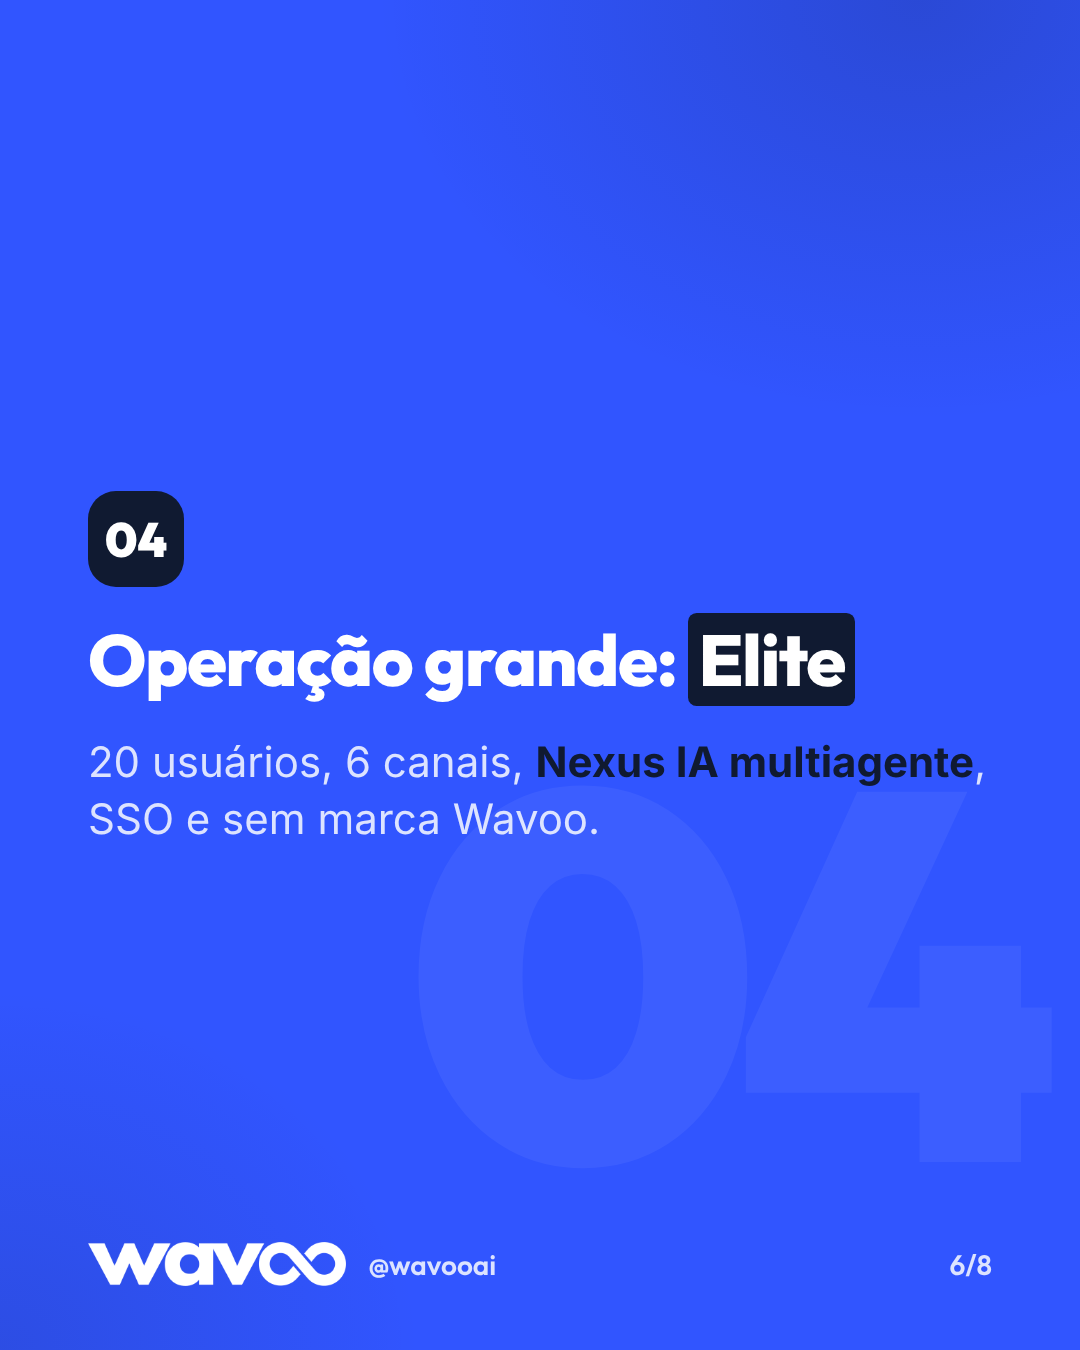 04
Operação grande: Elite
20 usuários, 6 canais, Nexus IA multiagente,
SSO e sem marca Wavoo.
04
wavoo @wavooai
6/8